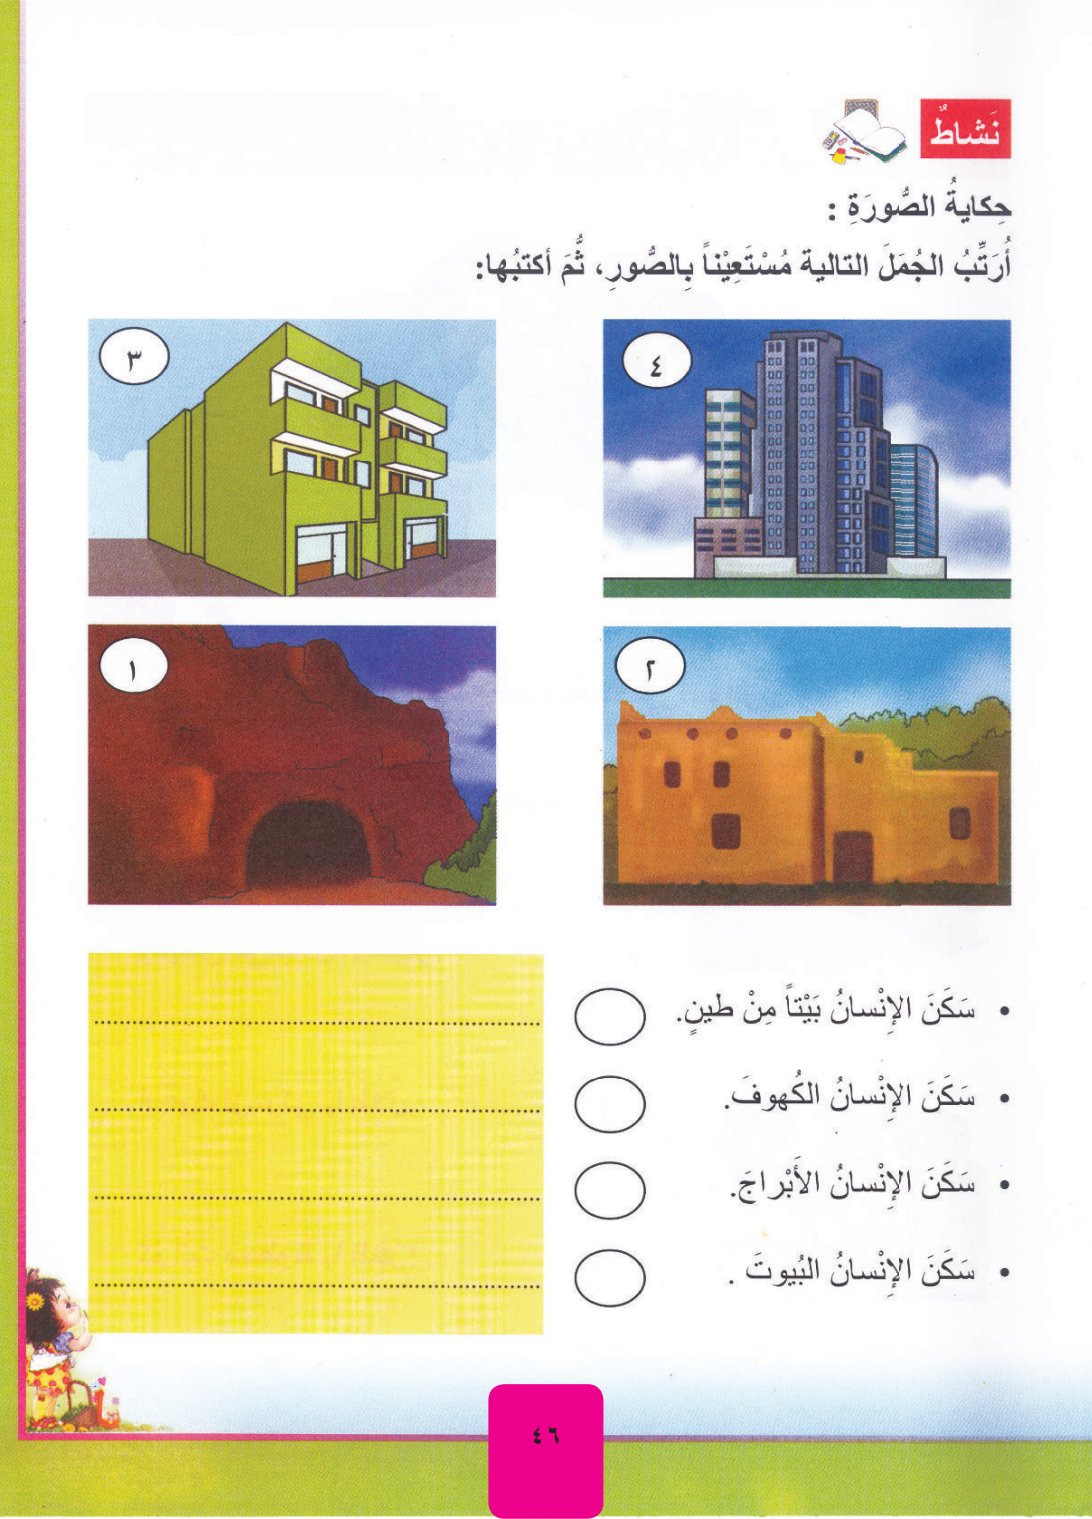 نَشاطٌ
حِكايةُ الصُّورَةِ :
أُرَتِّبُ الجُمَلَ التالية مُسْتَعِيْناً بِالصُّورِ، ثُّمَ أكتبُها:
٤
٣
٢
١
• سَكَنَ الإِنْسانُ بَيْتاً مِنْ طينٍ.
• سَكَنَ الإِنْسانُ الكُهوفَ.
• سَكَنَ الإِنْسانُ الأَبْراجَ.
• سَكَنَ الإِنْسانُ البُيوتَ .
٤٦